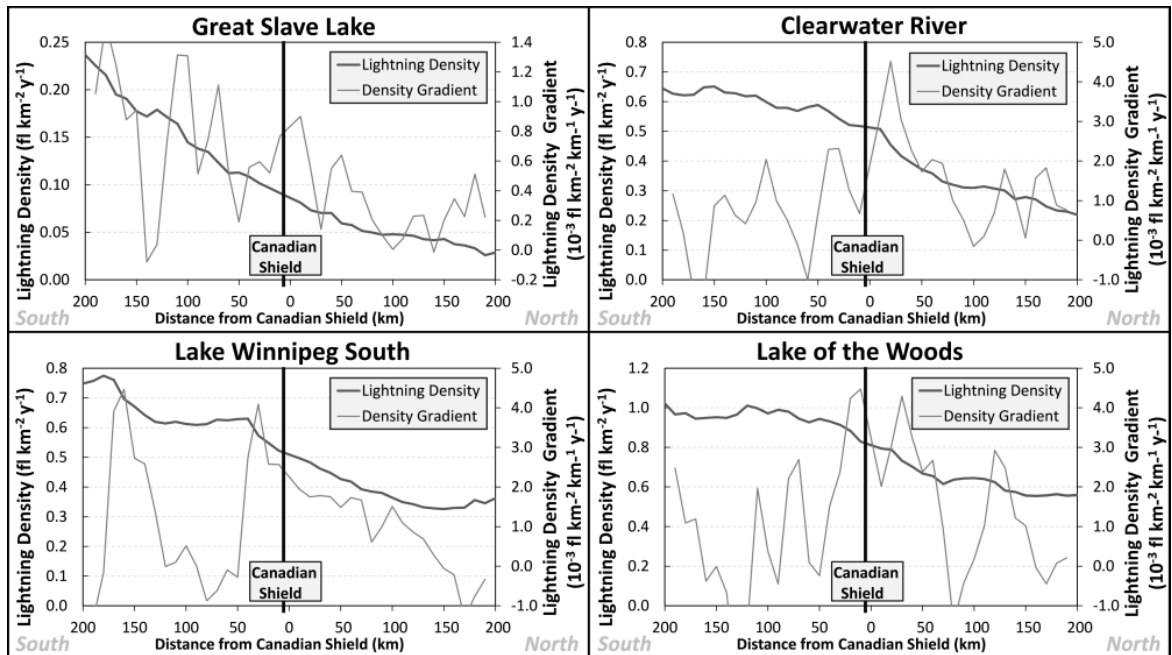 Great Slave Lake
Lightning Density (fl km-² y-¹)
0.25
0.20
0.15
0.10
0.05
0.00
Lightning Density
Density Gradient
Canadian
Shield
1.4
1.2
1.0
0.8
0.6
0.4
0.2
0.0
-0.2
Lightning Density Gradient
(10-³ fl km-² km-¹ y-¹)
200 150 100 50 0 50 100 150 200
South Distance from Canadian Shield (km) North
Clearwater River
Lightning Density (fl km-² y-¹)
0.8
0.7
0.6
0.5
0.4
0.3
0.2
0.1
0.0
Lightning Density
Density Gradient
Canadian
Shield
5.0
4.0
3.0
2.0
1.0
0.0
-1.0
Lightning Density Gradient
(10-³ fl km-² km-¹ y-¹)
200 150 100 50 0 50 100 150 200
South Distance from Canadian Shield (km) North
Lake Winnipeg South
Lightning Density (fl km-² y-¹)
0.8
0.7
0.6
0.5
0.4
0.3
0.2
0.1
0.0
Lightning Density
Density Gradient
Canadian
Shield
5.0
4.0
3.0
2.0
1.0
0.0
-1.0
Lightning Density Gradient
(10-³ fl km-² km-¹ y-¹)
200 150 100 50 0 50 100 150 200
South Distance from Canadian Shield (km) North
Lake of the Woods
Lightning Density (fl km-² y-¹)
1.2
1.0
0.8
0.6
0.4
0.2
0.0
Lightning Density
Density Gradient
Canadian
Shield
5.0
4.0
3.0
2.0
1.0
0.0
-1.0
Lightning Density Gradient
(10-³ fl km-² km-¹ y-¹)
200 150 100 50 0 50 100 150 200
South Distance from Canadian Shield (km) North